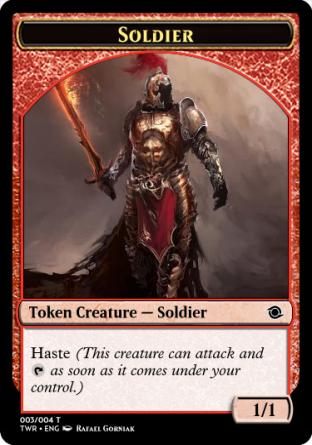 SOLDIER
Token Creature — Soldier
Haste (This creature can attack and
as soon as it comes under your
control.)
1/1
003/004 T
TWR • ENG RAFAEL GORNIAK